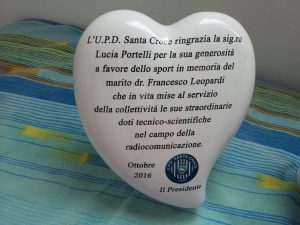 L'U.P.D. Santa Croce ringrazia la sig.ra
Lucia Portelli per la sua generosità
a favore dello sport in memoria del
marito dr. Francesco Leopardi
che in vita mise al servizio
della collettività le sue straordinarie
doti tecnico-scientifiche
nel campo della
radiocomunicazione.
Ottobre
2016
Il Presidente